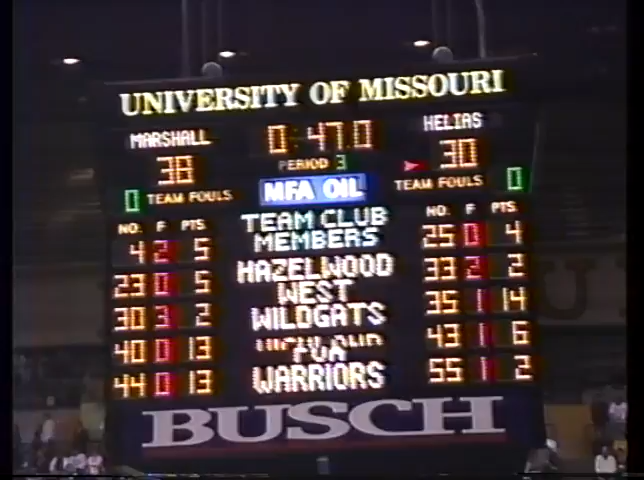 UNIVERSITY OF MISSOURI
MARSHALL 0:47.0 HELIAS
38 PERIOD 3 30
0 TEAM FOULS MFA OIL TEAM FOULS 0
NO. F PTS. TEAM CLUB NO. F PTS.
4 2 5 MEMBERS 25 0 4
23 0 5 HAZELWOOD 33 2 2
WEST
30 3 2 WILDCATS 35 1 14
40 0 13 43 1 6
44 0 13 WARRIORS 55 1 2
BUSCH